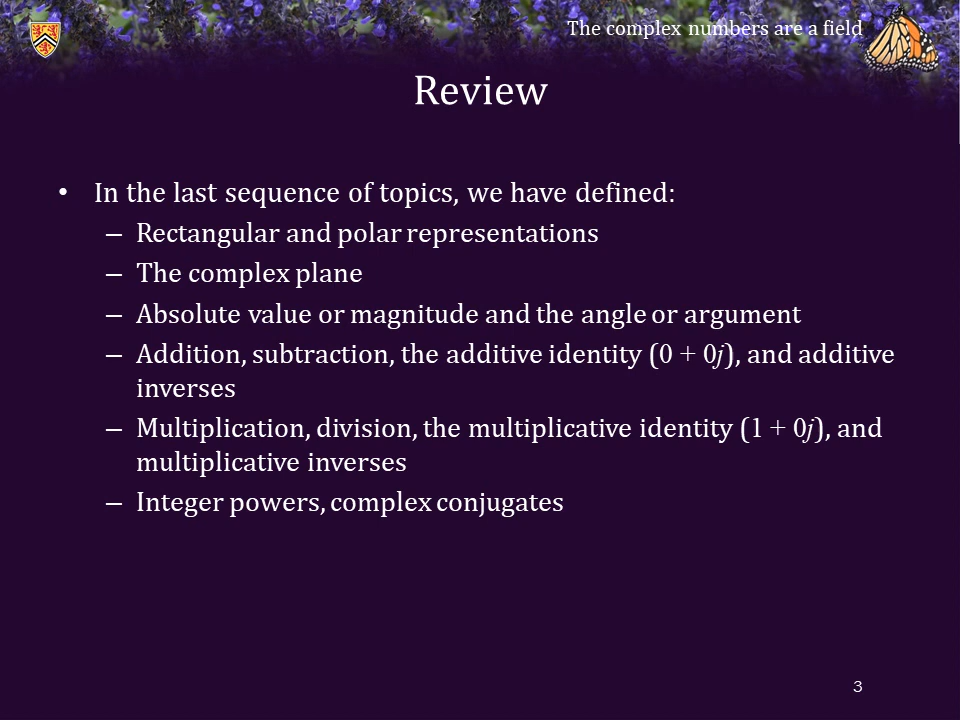 The complex numbers are a field
Review
• In the last sequence of topics, we have defined:
– Rectangular and polar representations
– The complex plane
– Absolute value or magnitude and the angle or argument
– Addition, subtraction, the additive identity (0 + 0j), and additive
inverses
– Multiplication, division, the multiplicative identity (1 + 0j), and
multiplicative inverses
– Integer powers, complex conjugates
3